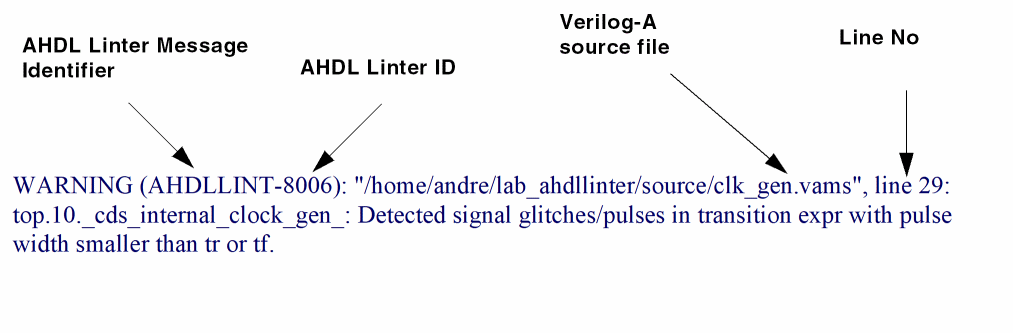 AHDL Linter Message
Identifier
AHDL Linter ID
Verilog-A
source file
Line No
WARNING (AHDLLINT-8006): "/home/andre/lab_ahdllinter/source/clk_gen.vams", line 29:
top.10._cds_internal_clock_gen_: Detected signal glitches/pulses in transition expr with pulse
width smaller than tr or tf.